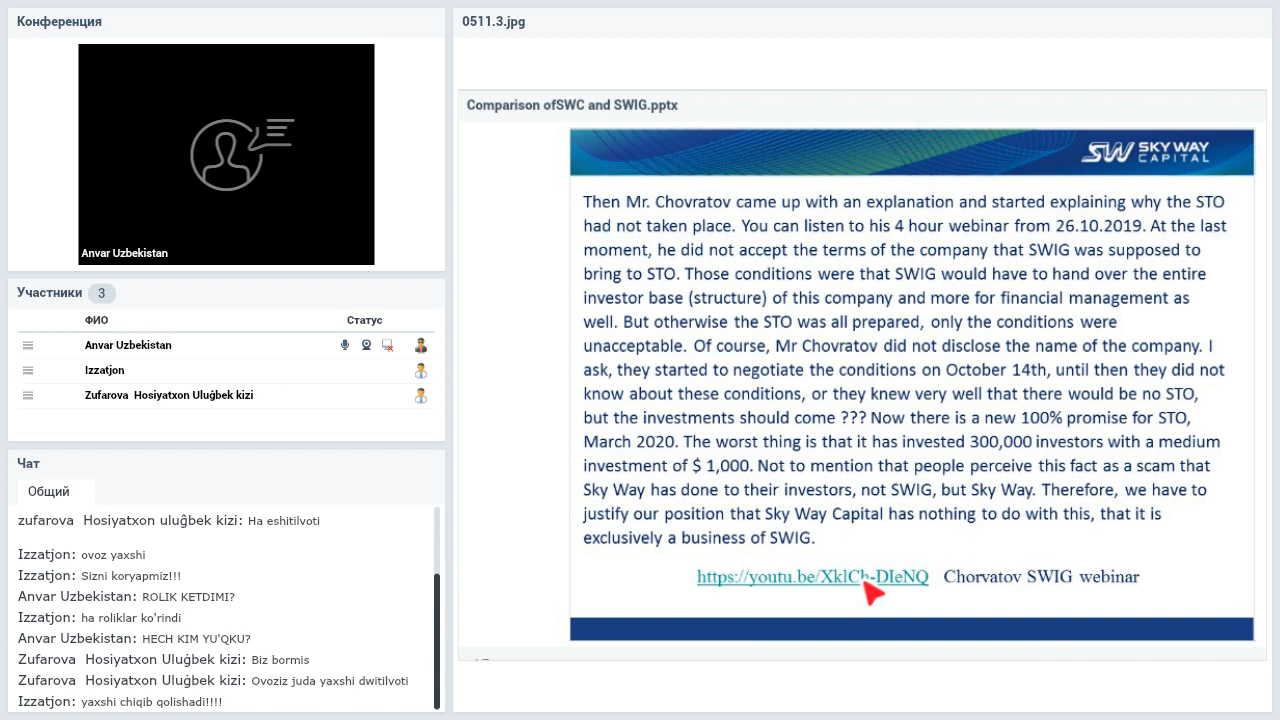 Конференция
Anvar Uzbekistan
Участники 3
ФИО Статус
Anvar Uzbekistan
Izzatjon
Zufarova Hosiyatxon Uluġbek kizi
Чат
Общий
zufarova Hosiyatxon uluĝbek kizi: Ha eshitilvoti
Izzatjon: ovoz yaxshi
Izzatjon: Sizni koryapmiz!!!
Anvar Uzbekistan: ROLIK KETDIMI?
Izzatjon: ha roliklar ko'rindi
Anvar Uzbekistan: HECH KIM YU'QKU?
Zufarova Hosiyatxon Uluġbek kizi: Biz bormis
Zufarova Hosiyatxon Uluġbek kizi: Ovoziz juda yaxshi dwitilvoti
Izzatjon: yaxshi chiqib qolishadi!!!!
0511.3.jpg
Comparison ofSWC and SWIG.pptx
SW SKY WAY
CAPITAL
Then Mr. Chovratov came up with an explanation and started explaining why the STO
had not taken place. You can listen to his 4 hour webinar from 26.10.2019. At the last
moment, he did not accept the terms of the company that SWIG was supposed to
bring to STO. Those conditions were that SWIG would have to hand over the entire
investor base (structure) of this company and more for financial management as
well. But otherwise the STO was all prepared, only the conditions were
unacceptable. Of course, Mr Chovratov did not disclose the name of the company. I
ask, they started to negotiate the conditions on October 14th, until then they did not
know about these conditions, or they knew very well that there would be no STO,
but the investments should come ??? Now there is a new 100% promise for STO,
March 2020. The worst thing is that it has invested 300,000 investors with a medium
investment of $ 1,000. Not to mention that people perceive this fact as a scam that
Sky Way has done to their investors, not SWIG, but Sky Way. Therefore, we have to
justify our position that Sky Way Capital has nothing to do with this, that it is
exclusively a business of SWIG.
https://youtu.be/XklCh-DIeNQ Chorvatov SWIG webinar